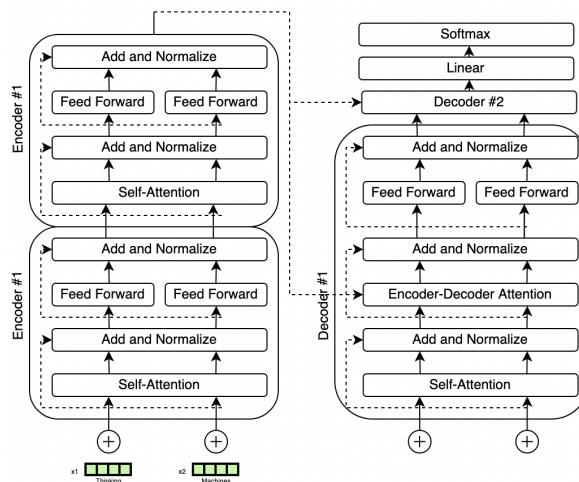 Add and Normalize
Feed Forward Feed Forward
Add and Normalize
Self-Attention
Encoder #1
Add and Normalize
Feed Forward Feed Forward
Add and Normalize
Self-Attention
Encoder #1
x1
Thinking
x2
Machines
Softmax
Linear
Decoder #2
Add and Normalize
Feed Forward Feed Forward
Add and Normalize
Encoder-Decoder Attention
Add and Normalize
Self-Attention
Decoder #1